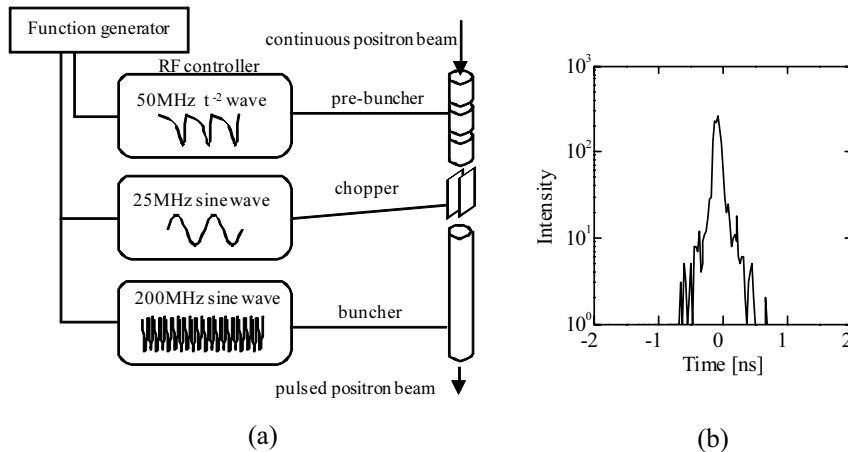 Function generator
RF controller
50MHz t⁻² wave
25MHz sine wave
200MHz sine wave
continuous positron beam
pre-buncher
chopper
buncher
pulsed positron beam
(a)
Intensity
10³
10²
10¹
10⁰
-2 -1 0 1 2
Time [ns]
(b)